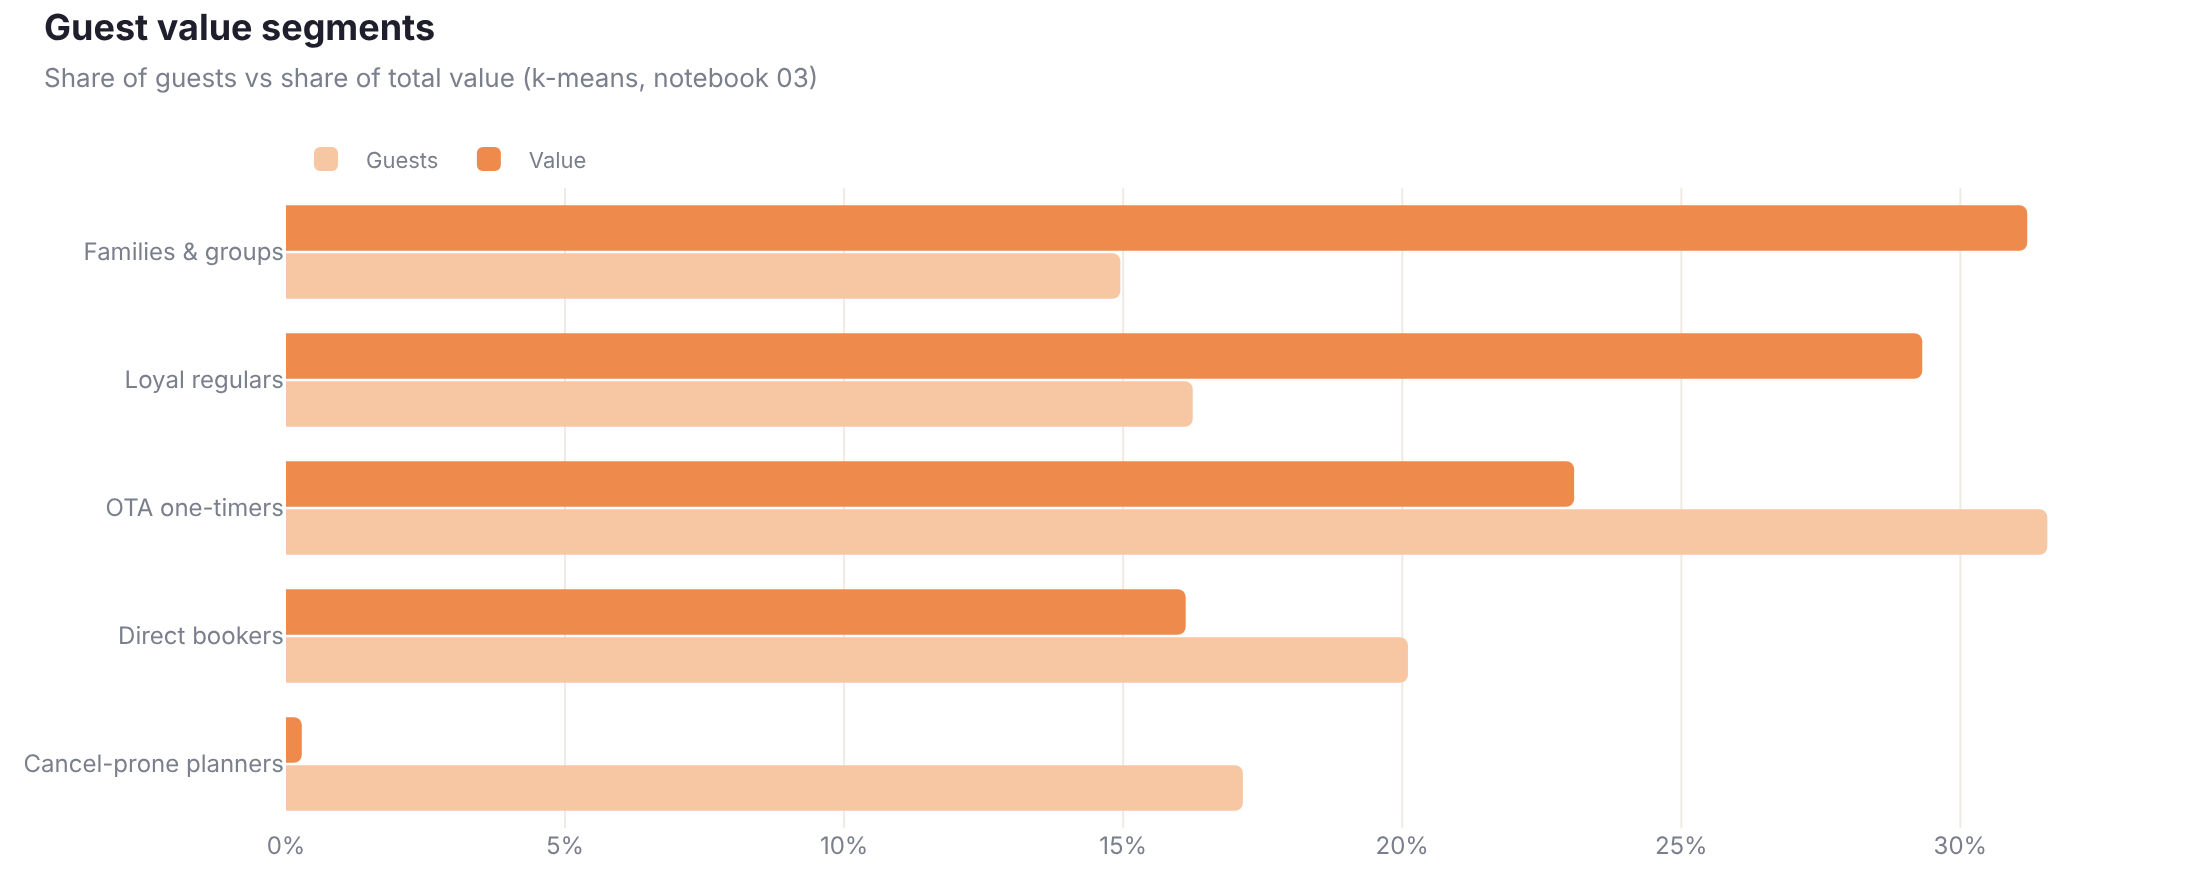 Guest value segments
Share of guests vs share of total value (k-means, notebook 03)
Guests Value
Families & groups
Loyal regulars
OTA one-timers
Direct bookers
Cancel-prone planners
0% 5% 10% 15% 20% 25% 30%